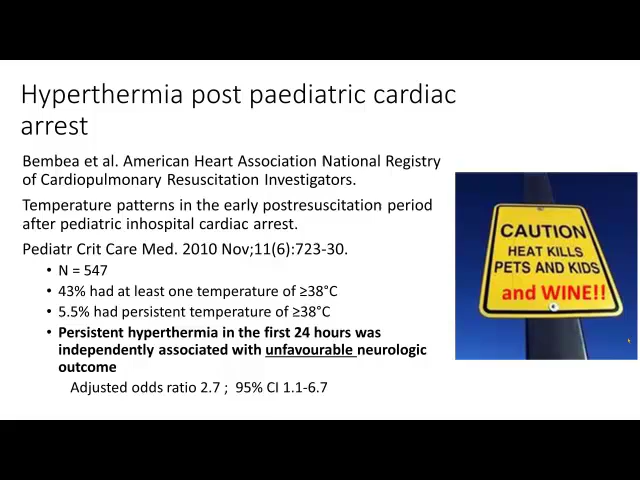 Hyperthermia post paediatric cardiac
arrest
Bembea et al. American Heart Association National Registry
of Cardiopulmonary Resuscitation Investigators.
Temperature patterns in the early postresuscitation period
after pediatric inhospital cardiac arrest.
Pediatr Crit Care Med. 2010 Nov;11(6):723-30.
• N = 547
• 43% had at least one temperature of ≥38°C
• 5.5% had persistent temperature of ≥38°C
• Persistent hyperthermia in the first 24 hours was
independently associated with unfavourable neurologic
outcome
Adjusted odds ratio 2.7 ; 95% CI 1.1-6.7
CAUTION
HEAT KILLS
PETS AND KIDS
and WINE!!